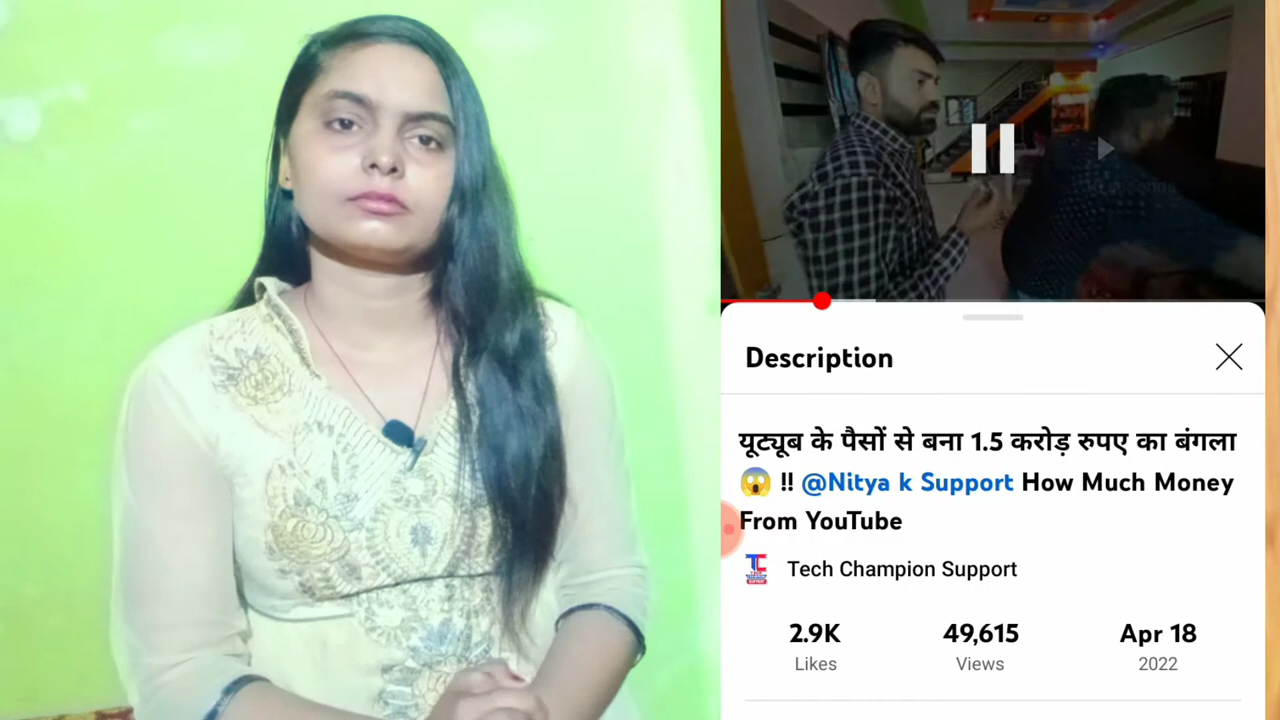 Description
यूट्यूब के पैसों से बना 1.5 करोड़ रुपए का बंगला
😱 !! @Nitya k Support How Much Money
From YouTube
TC
Tech Champion Support
2.9K 49,615 Apr 18
Likes Views 2022